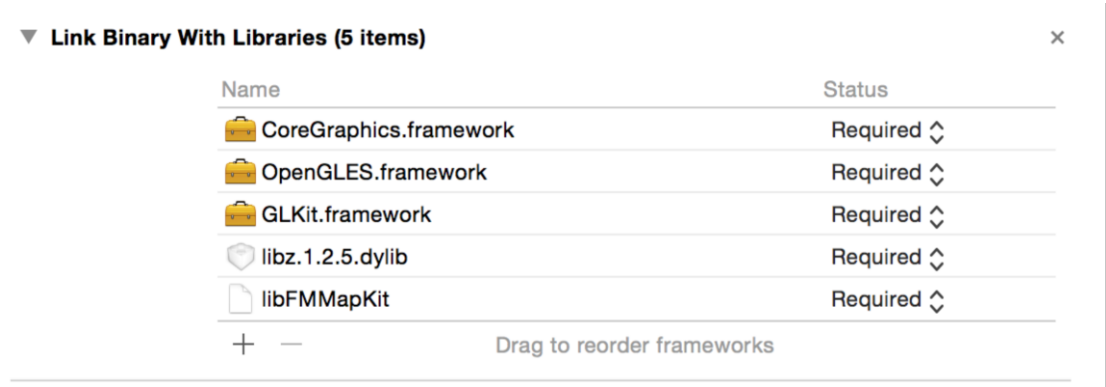 Link Binary With Libraries (5 items)
Name Status
CoreGraphics.framework Required
OpenGLES.framework Required
GLKit.framework Required
libz.1.2.5.dylib Required
libFMMapKit Required
Drag to reorder frameworks